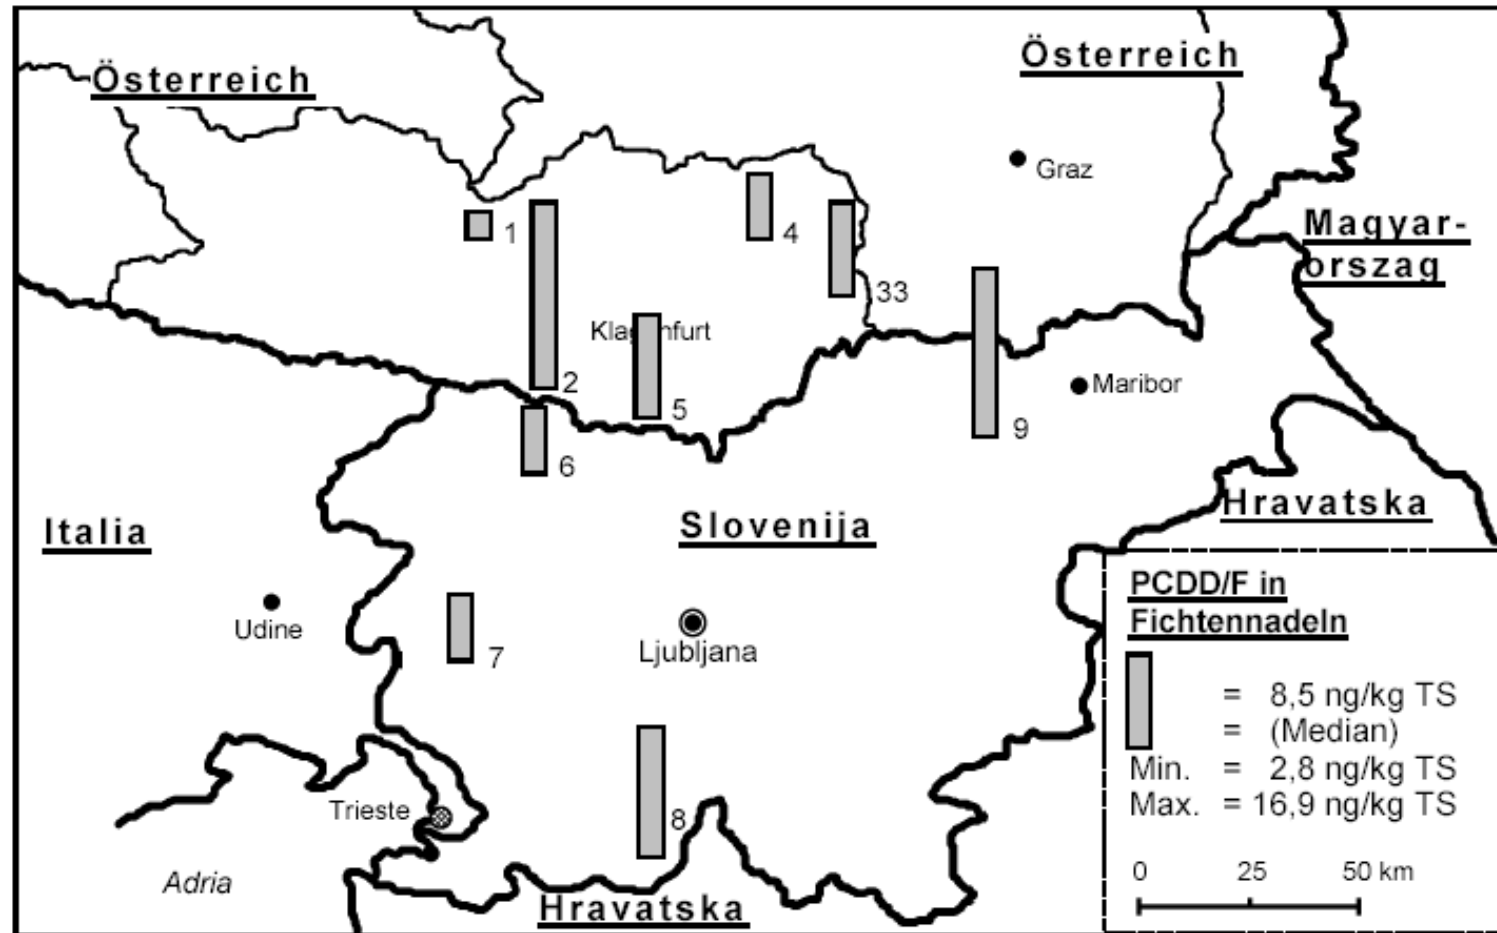 Österreich
Österreich
Graz
Magyar-
orszag
1
4
33
Klagenfurt
2
5
Maribor
9
6
Italia
Slovenija
Hravatska
Udine
7
Ljubljana
Trieste
8
Adria
Hravatska
PCDD/F in
Fichtennadeln
= 8,5 ng/kg TS
= (Median)
Min. = 2,8 ng/kg TS
Max. = 16,9 ng/kg TS
0 25 50 km